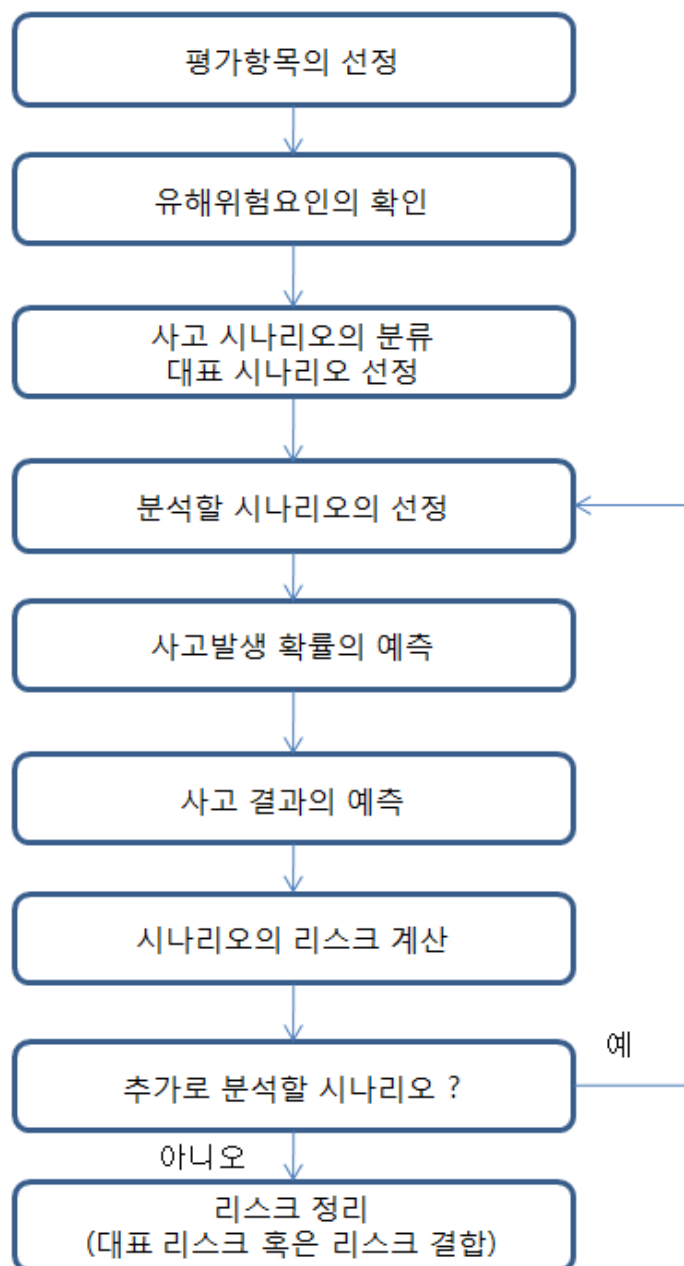 평가항목의 선정
유해위험요인의 확인
사고 시나리오의 분류
대표 시나리오 선정
분석할 시나리오의 선정
사고발생 확률의 예측
사고 결과의 예측
시나리오의 리스크 계산
예
추가로 분석할 시나리오 ?
아니오
리스크 정리
(대표 리스크 혹은 리스크 결합)